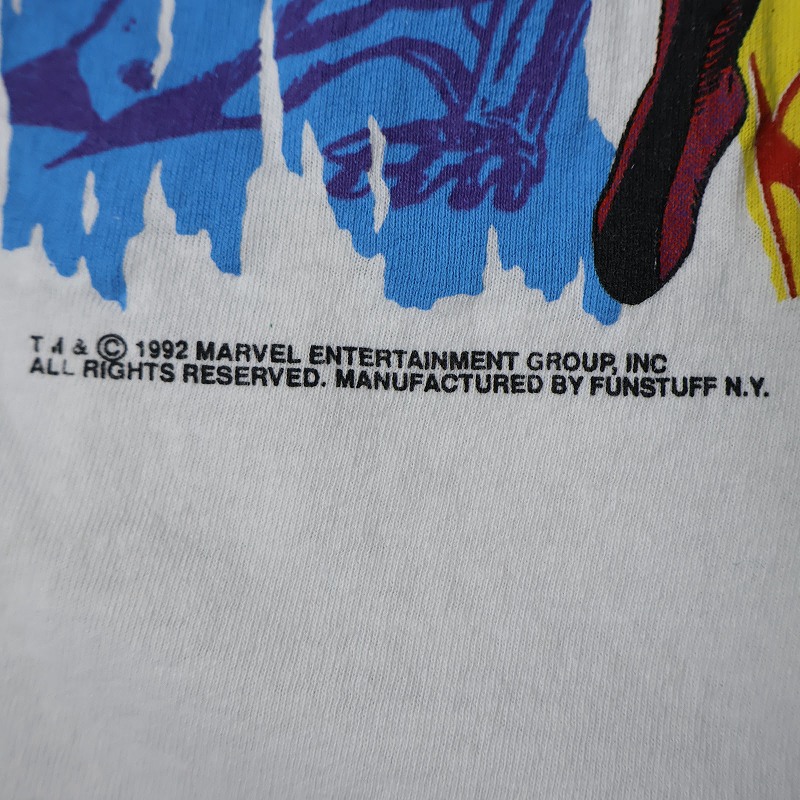 TM & © 1992 MARVEL ENTERTAINMENT GROUP, INC
ALL RIGHTS RESERVED. MANUFACTURED BY FUNSTUFF N.Y.